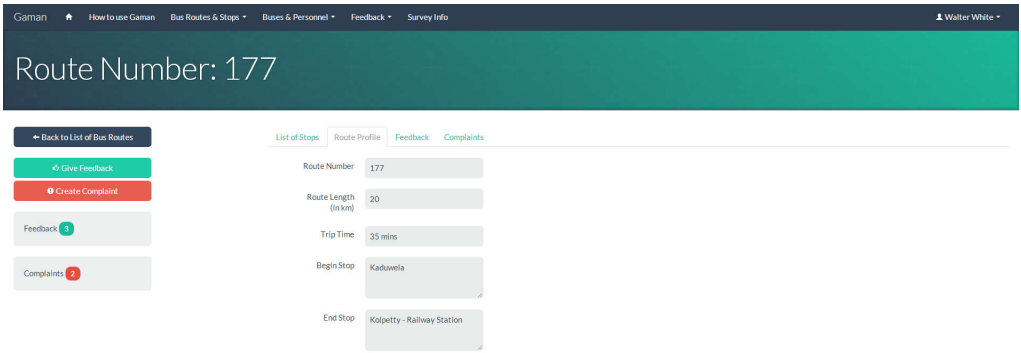 Gaman How to use Gaman Bus Routes & Stops Buses & Personnel Feedback Survey Info Walter White
Route Number: 177
Back to List of Bus Routes
Give Feedback
Create Complaint
Feedback 3
Complaints 2
List of Stops Route Profile Feedback Complaints
Route Number 177
Route Length
(in km) 20
Trip Time 35 mins
Begin Stop Kaduwela
End Stop Kolpetty - Railway Station